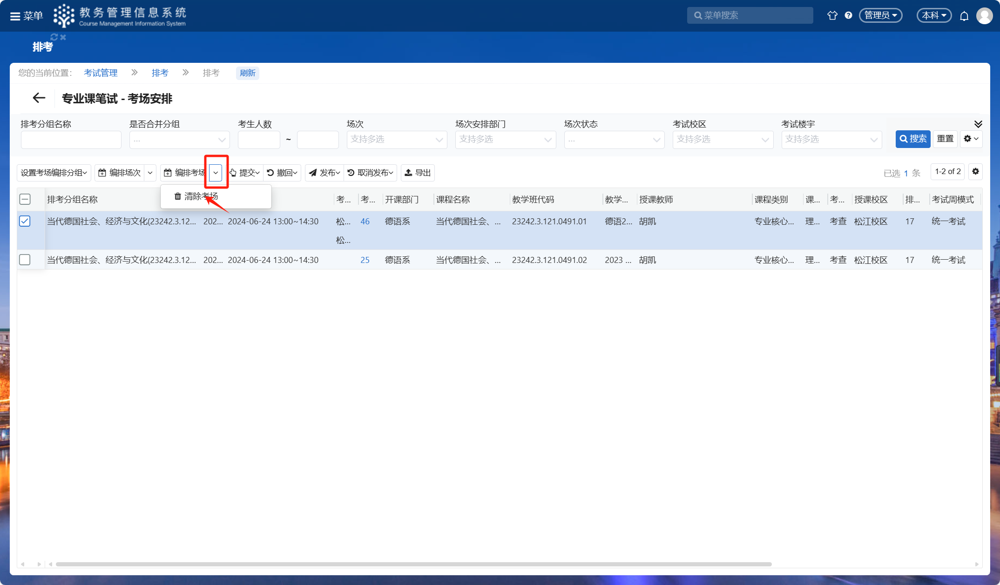 菜单
教务管理信息系统
Course Management Information System
菜单搜索
管理员
本科
排考
您的当前位置：
考试管理
排考
排考
刷新
专业课笔试 - 考场安排
排考分组名称
是否合并分组
考生人数
场次
场次安排部门
场次状态
考试校区
考试楼宇
...
~
支持多选
支持多选
...
支持多选
支持多选
搜索
重置
设置考场编排分组
编排场次
编排考场
提交
撤回
发布
取消发布
导出
已选 1 条
1-2 of 2
清除考场
排考分组名称
考...
考...
开课部门
课程名称
教学班代码
教学...
授课教师
课程类别
课...
考...
授课校区
排...
考试周模式
当代德国社会、经济与文化(23242.3.12...
202...
2024-06-24 13:00~14:30
松...
松...
46
德语系
当代德国社会、...
23242.3.121.0491.01
德语2...
胡凯
专业核心...
理...
考查
松江校区
17
统一考试
当代德国社会、经济与文化(23242.3.12...
202...
2024-06-24 13:00~14:30
25
德语系
当代德国社会、...
23242.3.121.0491.02
2023 ...
胡凯
专业核心...
理...
考查
松江校区
17
统一考试